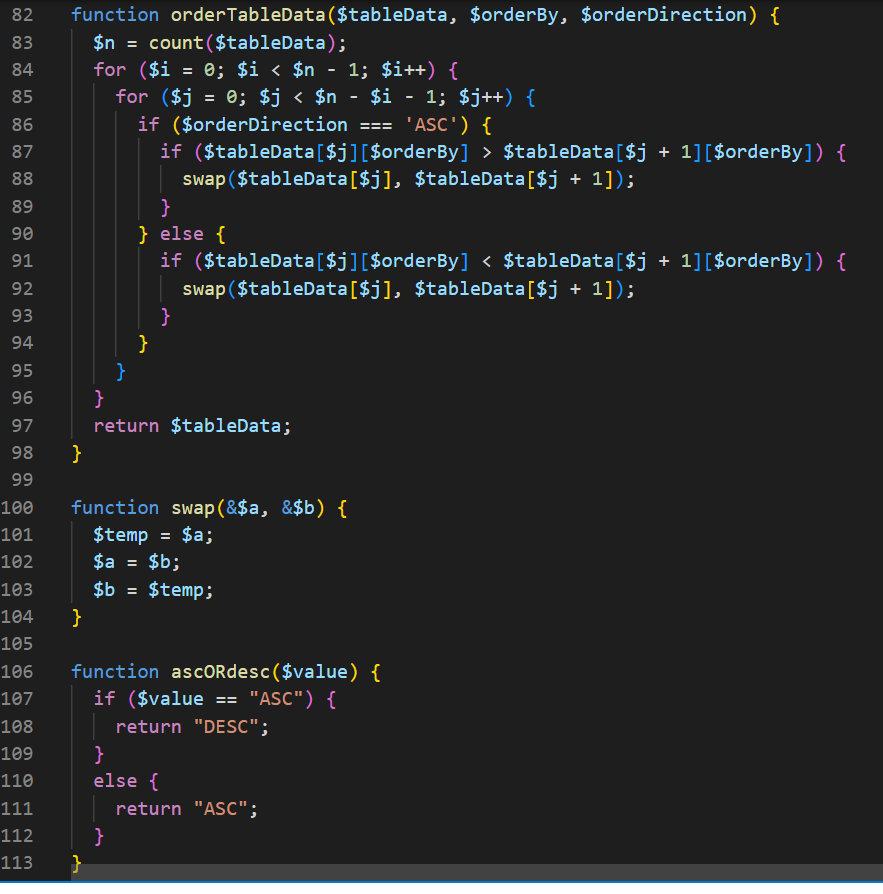 82 function orderTableData($tableData, $orderBy, $orderDirection) {
83   $n = count($tableData);
84   for ($i = 0; $i < $n - 1; $i++) {
85     for ($j = 0; $j < $n - $i - 1; $j++) {
86       if ($orderDirection === 'ASC') {
87         if ($tableData[$j][$orderBy] > $tableData[$j + 1][$orderBy]) {
88           swap($tableData[$j], $tableData[$j + 1]);
89         }
90       } else {
91         if ($tableData[$j][$orderBy] < $tableData[$j + 1][$orderBy]) {
92           swap($tableData[$j], $tableData[$j + 1]);
93         }
94       }
95     }
96   }
97   return $tableData;
98 }
99
100 function swap(&$a, &$b) {
101   $temp = $a;
102   $a = $b;
103   $b = $temp;
104 }
105
106 function ascORdesc($value) {
107   if ($value == "ASC") {
108     return "DESC";
109   }
110   else {
111     return "ASC";
112   }
113 }